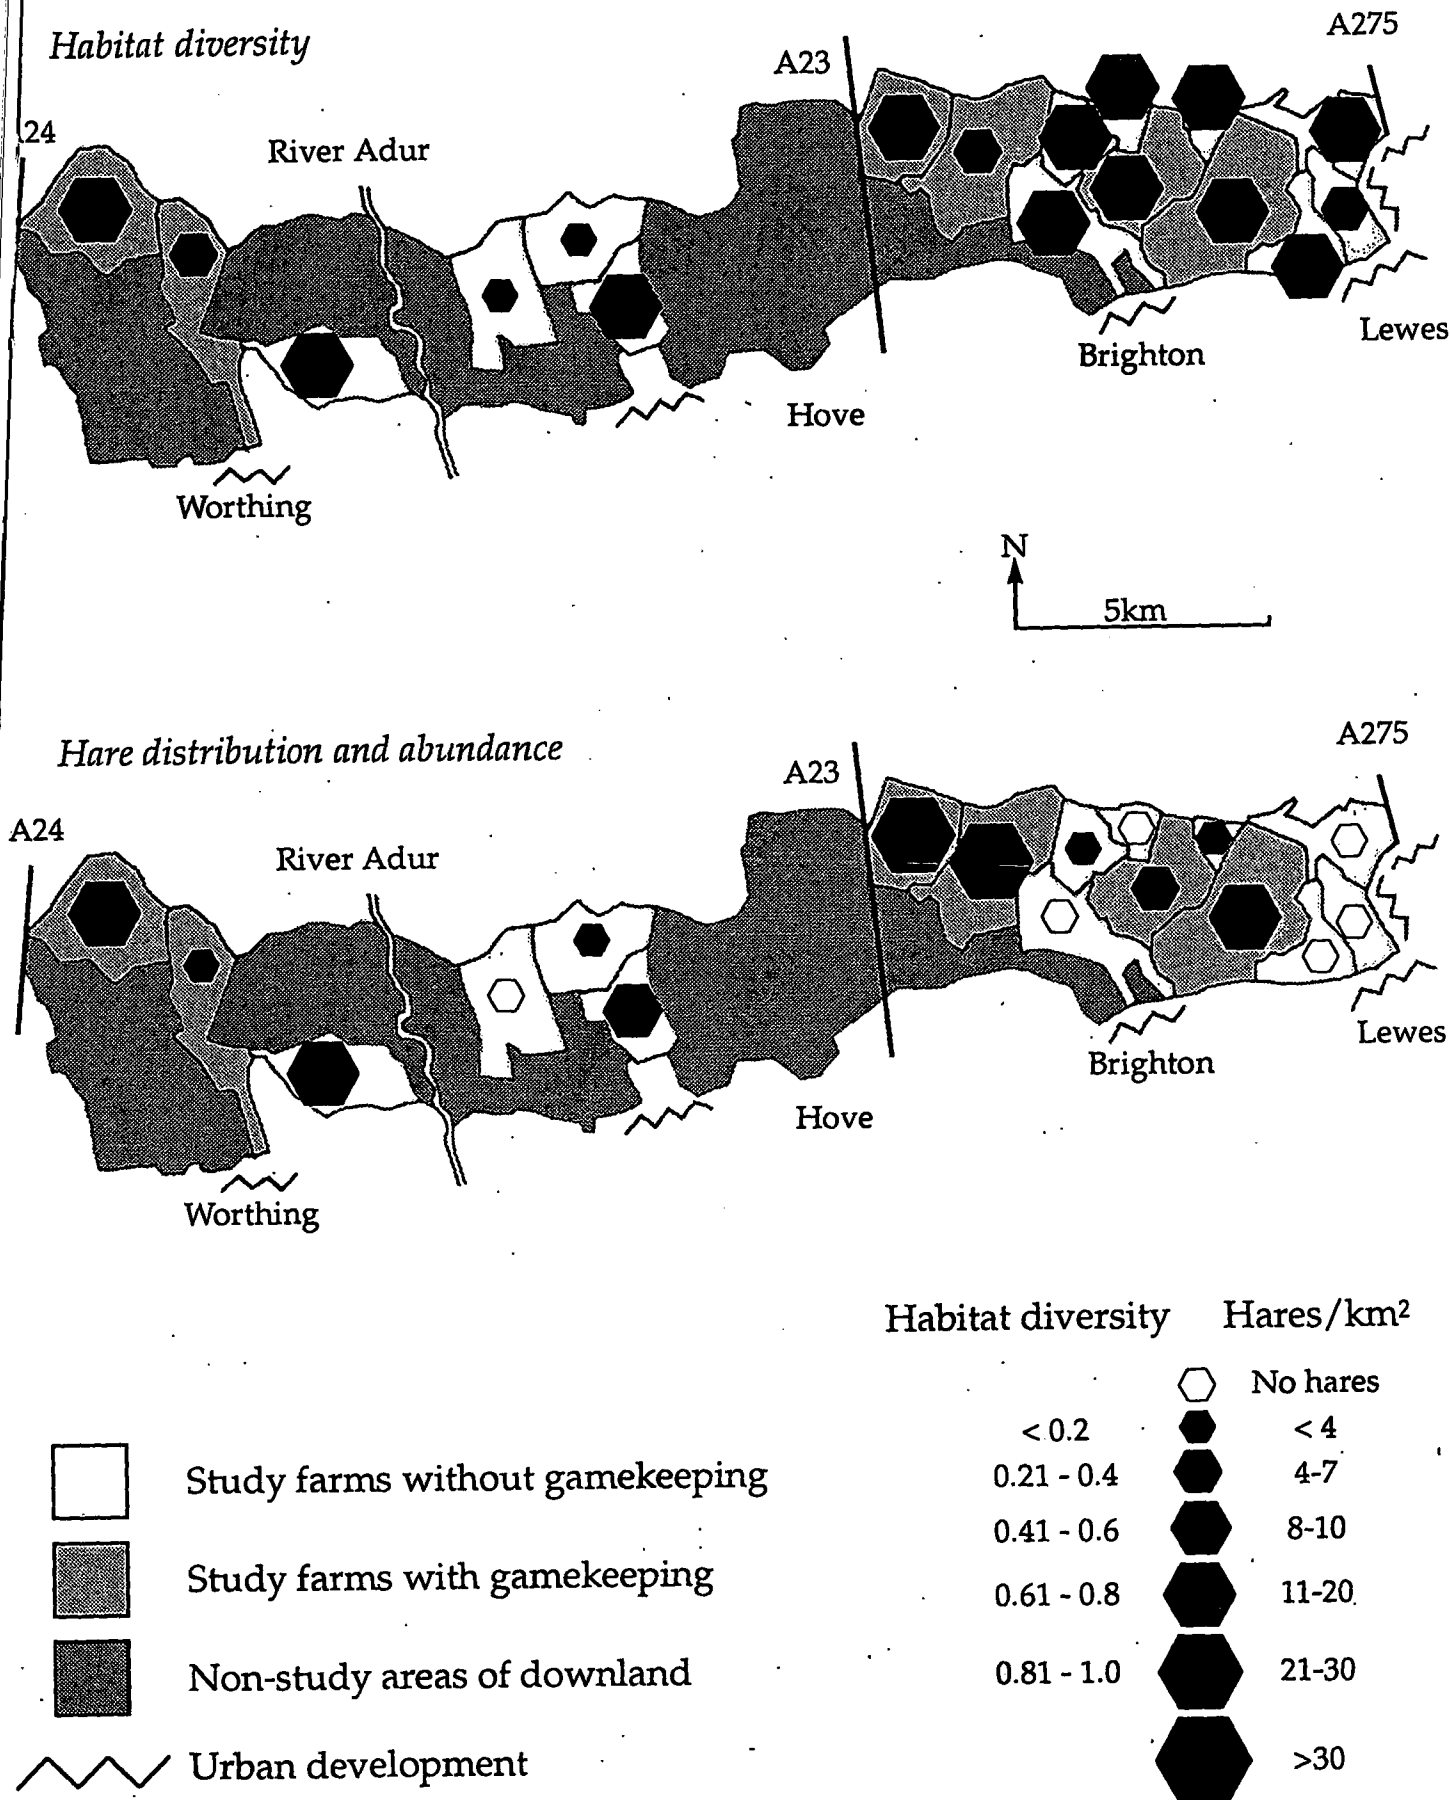 Habitat diversity
A275
A23
24
River Adur
Lewes
Brighton
Hove
Worthing
N
5km
Hare distribution and abundance
A275
A23
A24
River Adur
Lewes
Brighton
Hove
Worthing
Habitat diversity Hares/km²
No hares
< 0.2 < 4
Study farms without gamekeeping 0.21 - 0.4 4-7
0.41 - 0.6 8-10
Study farms with gamekeeping 0.61 - 0.8 11-20
Non-study areas of downland 0.81 - 1.0 21-30
Urban development >30